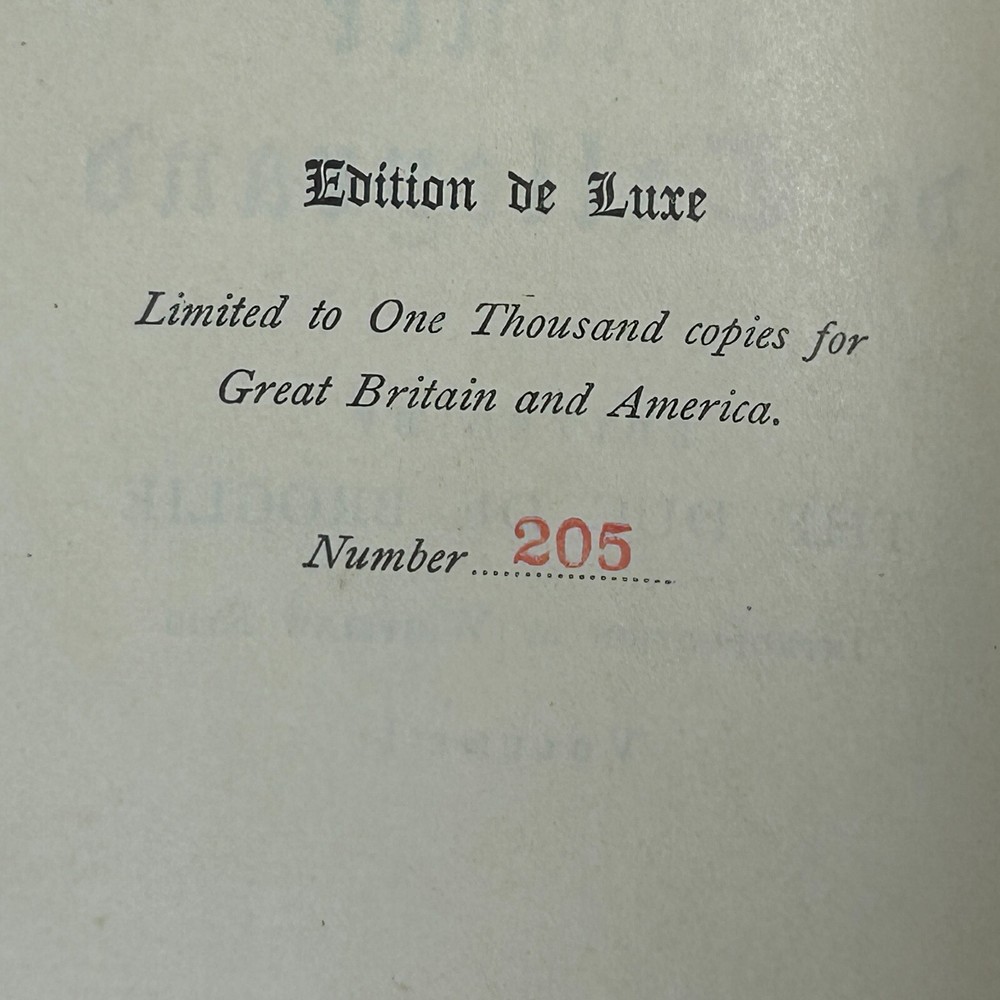 Edition de Luxe
Limited to One Thousand copies for
Great Britain and America.
Number 205